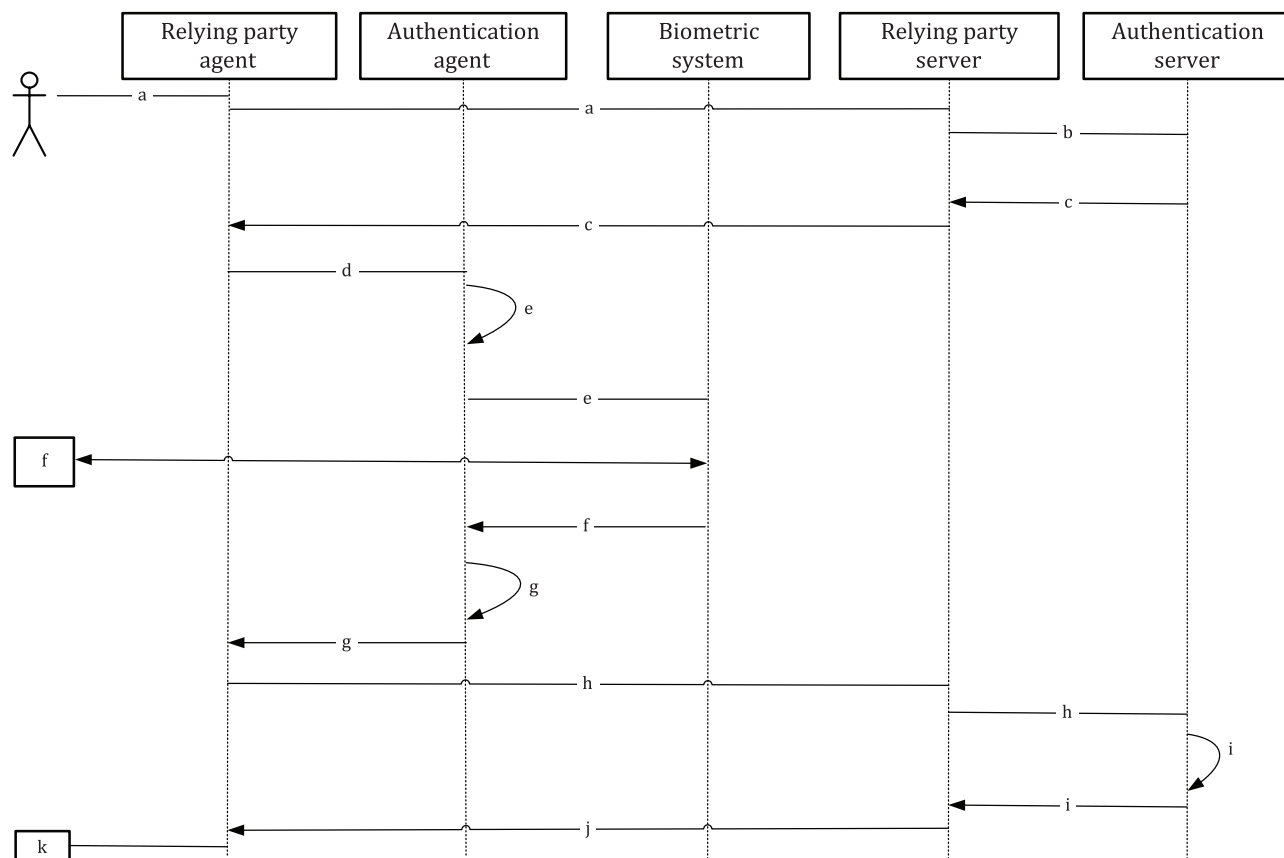 Relying party
agent
Authentication
agent
Biometric
system
Relying party
server
Authentication
server
a
a
b
c
c
d
e
e
f
f
g
g
h
h
i
i
j
k